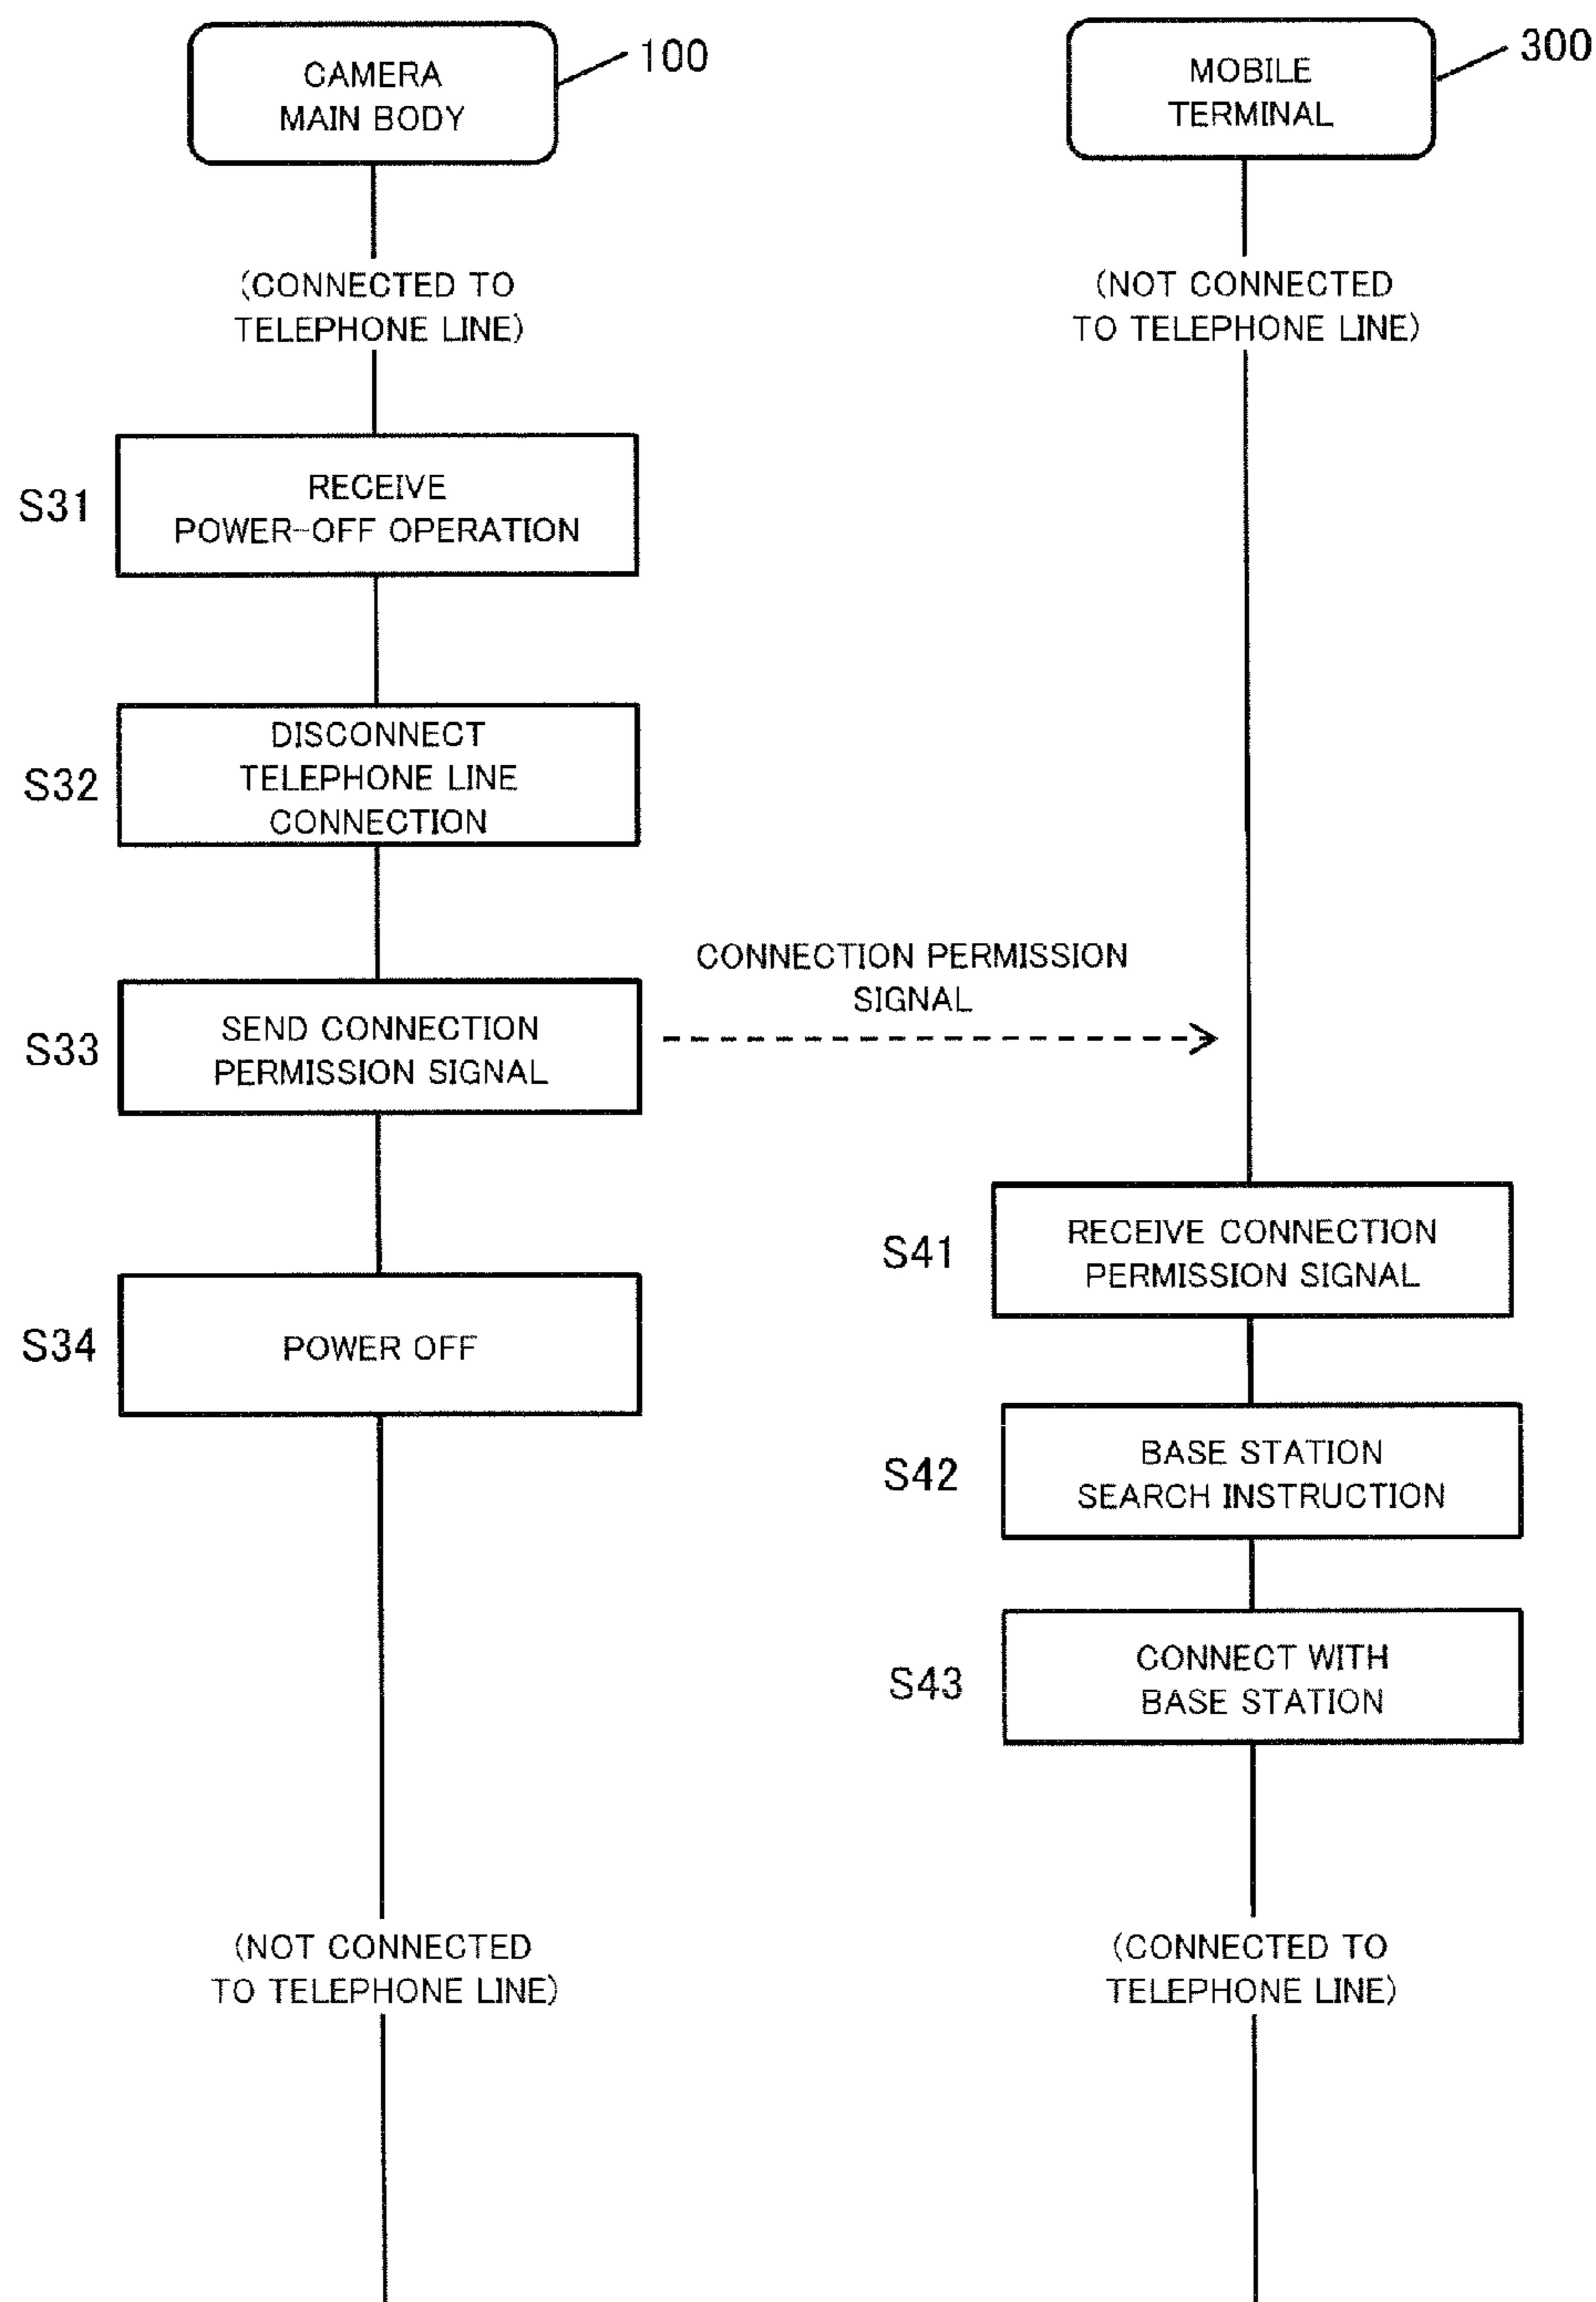 CAMERA
MAIN BODY
100
MOBILE
TERMINAL
300
(CONNECTED TO
TELEPHONE LINE)
(NOT CONNECTED
TO TELEPHONE LINE)
S31
RECEIVE
POWER-OFF OPERATION
S32
DISCONNECT
TELEPHONE LINE
CONNECTION
S33
SEND CONNECTION
PERMISSION SIGNAL
CONNECTION PERMISSION
SIGNAL
S41
RECEIVE CONNECTION
PERMISSION SIGNAL
S34
POWER OFF
S42
BASE STATION
SEARCH INSTRUCTION
S43
CONNECT WITH
BASE STATION
(NOT CONNECTED
TO TELEPHONE LINE)
(CONNECTED TO
TELEPHONE LINE)